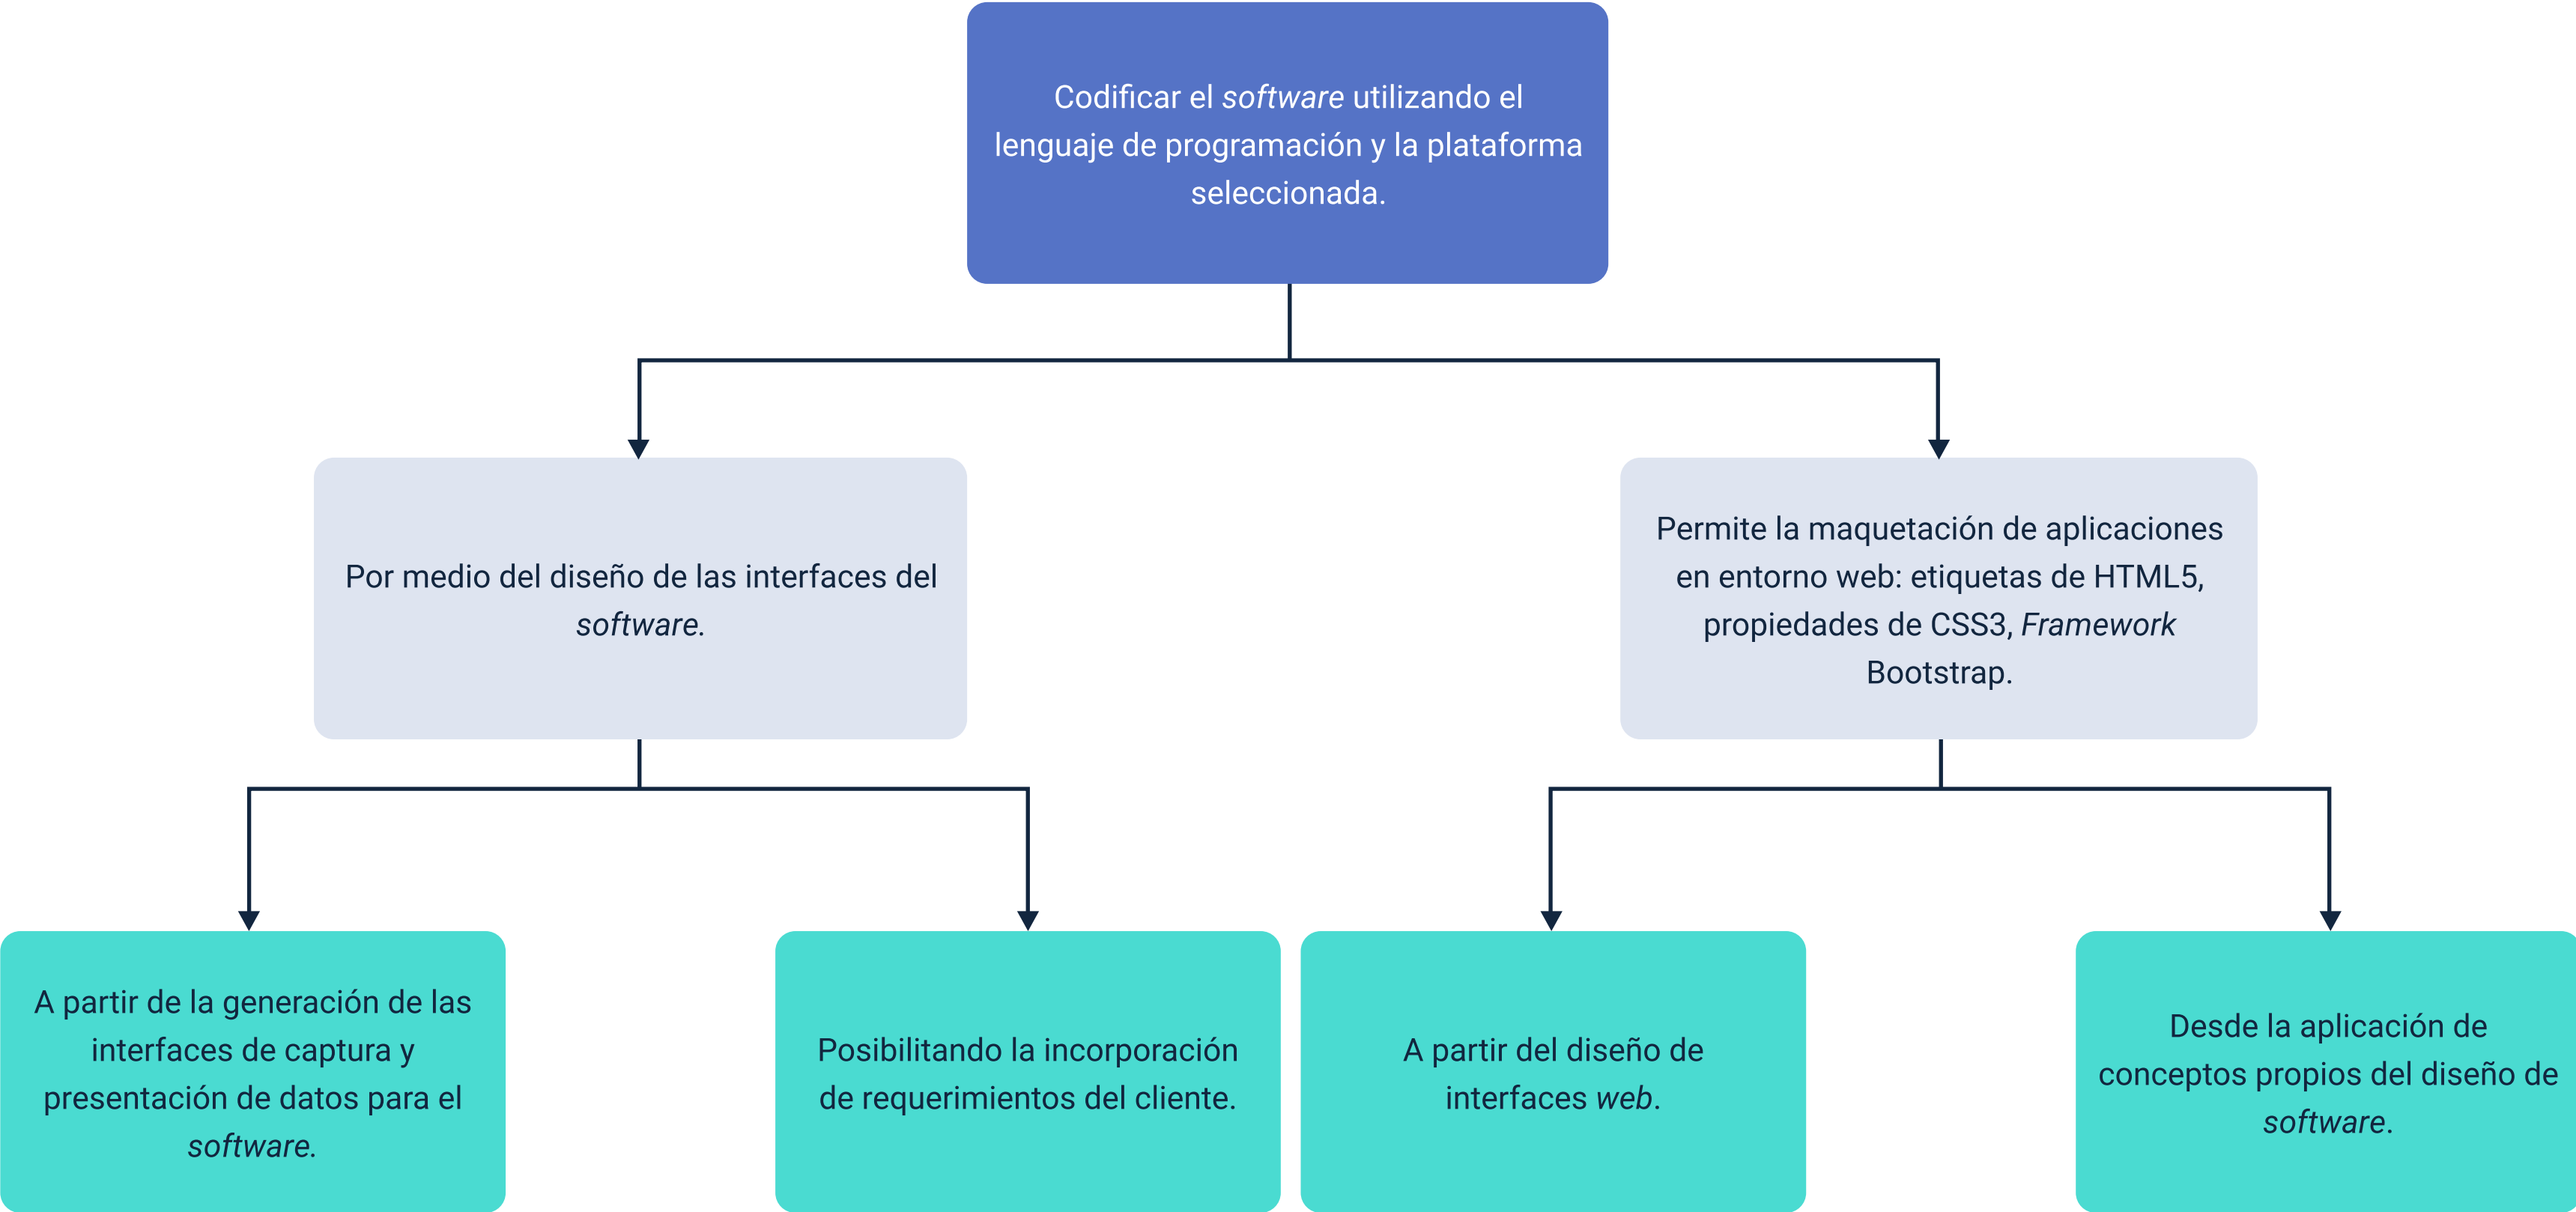 Codificar el software utilizando el
lenguaje de programación y la plataforma
seleccionada.
Por medio del diseño de las interfaces del
software.
Permite la maquetación de aplicaciones
en entorno web: etiquetas de HTML5,
propiedades de CSS3, Framework
Bootstrap.
A partir de la generación de las
interfaces de captura y
presentación de datos para el
software.
Posibilitando la incorporación
de requerimientos del cliente.
A partir del diseño de
interfaces web.
Desde la aplicación de
conceptos propios del diseño de
software.